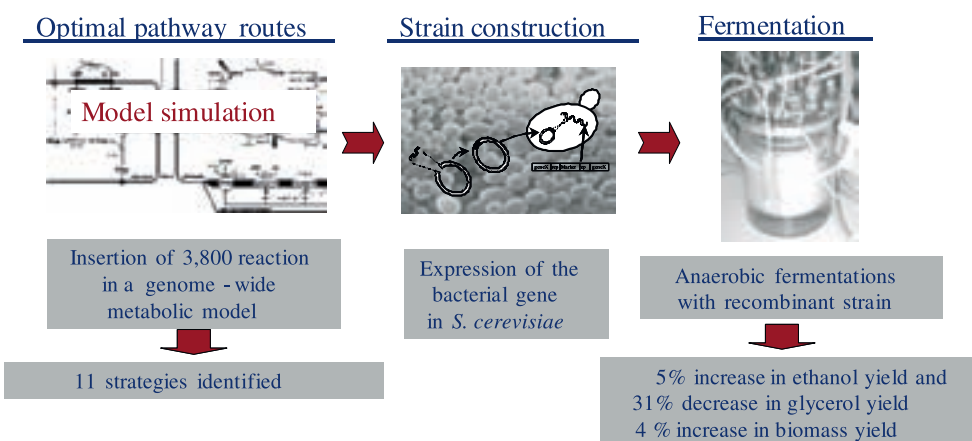 Optimal pathway routes
Strain construction
Fermentation
Model simulation
Insertion of 3,800 reaction
in a genome - wide
metabolic model
Expression of the
bacterial gene
in S. cerevisiae
Anaerobic fermentations
with recombinant strain
11 strategies identified
5% increase in ethanol yield and
31% decrease in glycerol yield
4 % increase in biomass yield